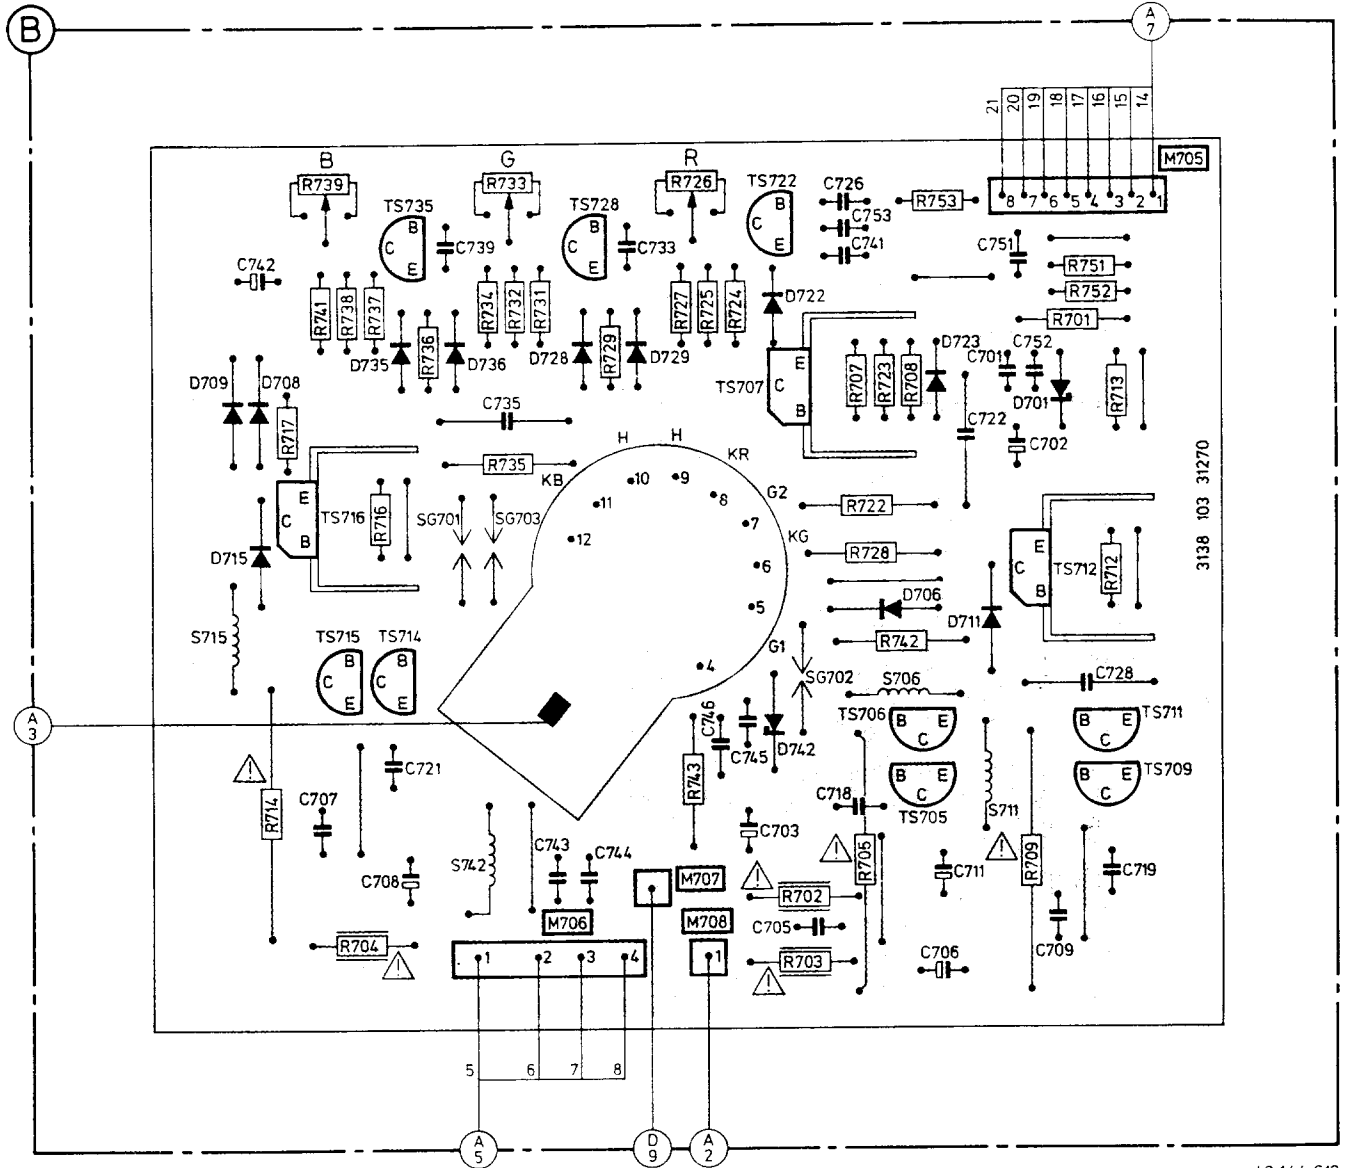 B
A
7
21 20 19 18 17 16 15 14
M705
8 7 6 5 4 3 2 1
B G R
R739 R733 R726 TS722 C726 R753
TS735 TS728 C753
B C E C739 B C E C733 B C E C741 C751
C742 R751
R752
R741 R738 R737 R734 R732 R731 R727 R725 R724 D722 R701
D735 R736 D736 D728 R729 D729 D723 C701 C752
D709 D708 TS707 E C B R707 R723 R708 D701 R713
R717 C735 C722 C702
H H
R735 KB KR
10 9
E C B TS716 R716 SG701 SG703 11 8 G2 R722 3138 103 31270
12 7 KG
D715 R728 E C B TS712 R712
6
5 D706 D711
S715 TS715 TS714 G1 R742
B C E B C E 4 SG702 S706 C728
A
3
C746 TS706 B E C B E C TS711
C745 D742
C721 R743 B E C B E C TS709
R714 C707 C718 TS705 S711
S742 C743 C744 C703 R705 R709
C708 M707 C711 C719
R702
M706 M708 C705 C709
R704 1 2 3 4 1 R703 C706
5 6 7 8
A
5
D
9
A
2